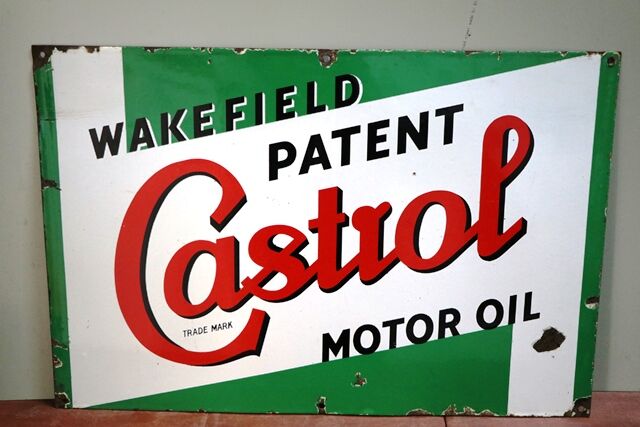 WAKEFIELD
PATENT
Castrol
TRADE MARK
MOTOR OIL